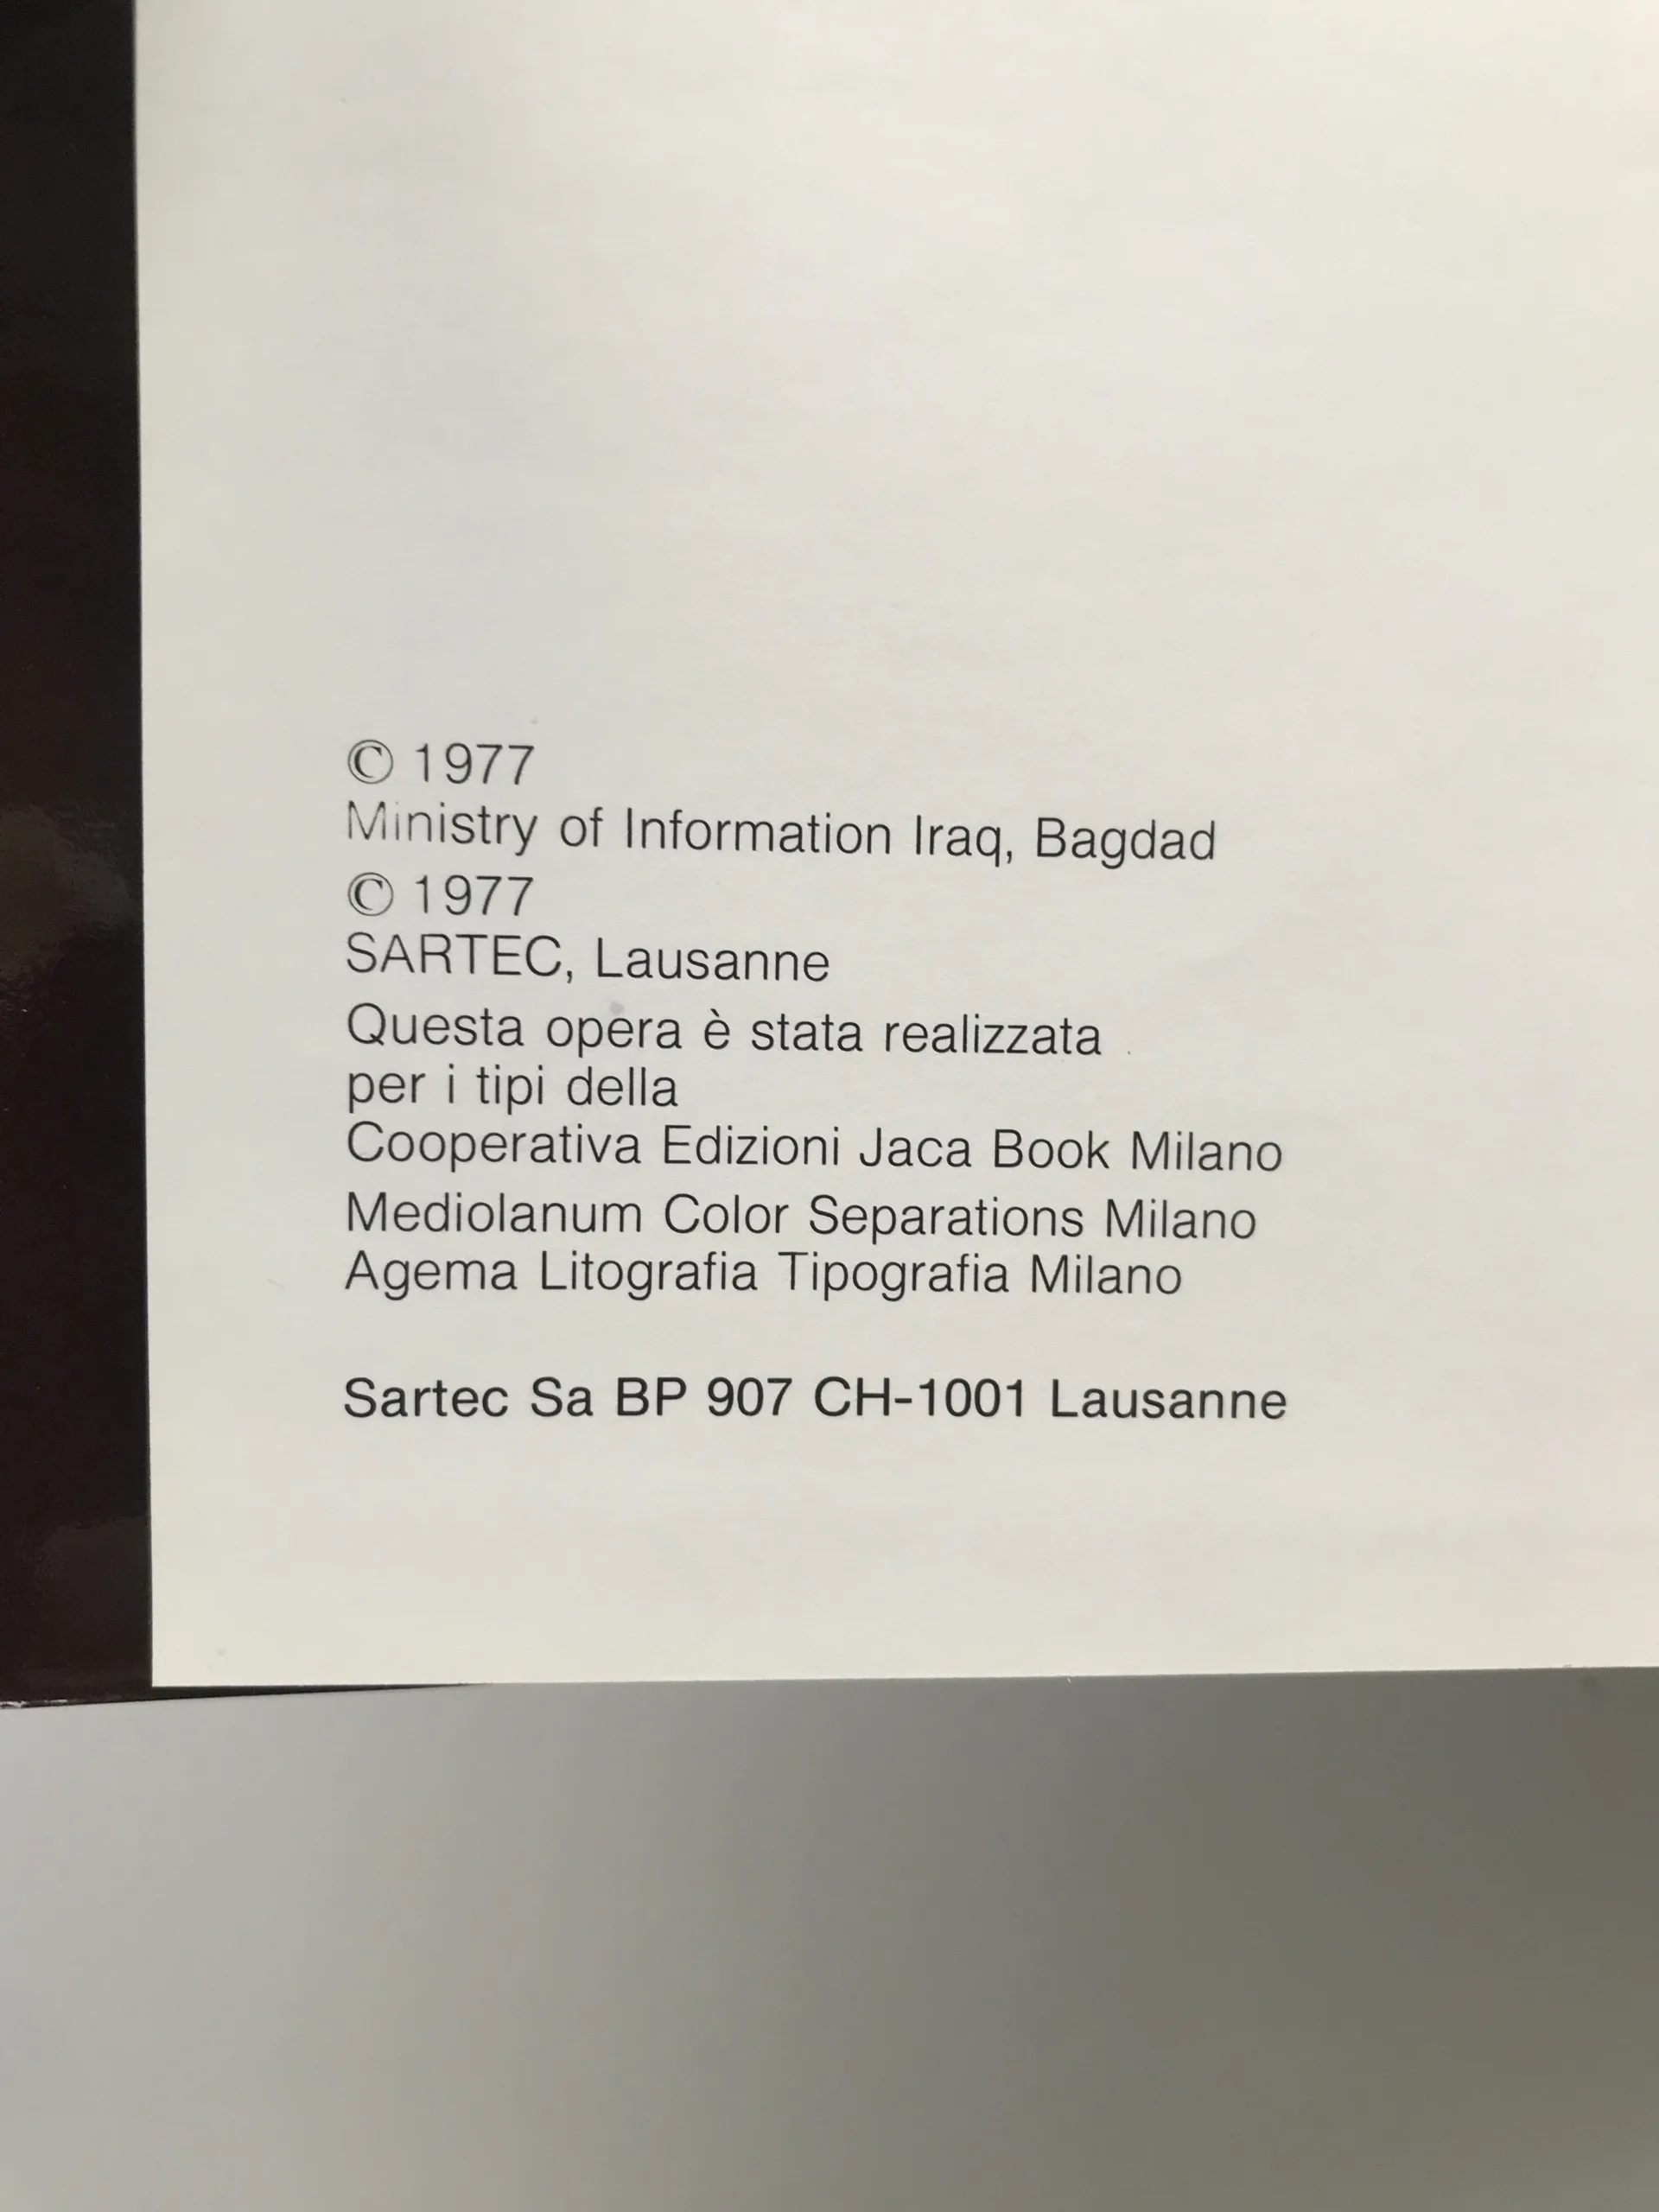 © 1977
Ministry of Information Iraq, Bagdad
© 1977
SARTEC, Lausanne
Questa opera è stata realizzata
per i tipi della
Cooperativa Edizioni Jaca Book Milano
Mediolanum Color Separations Milano
Agema Litografia Tipografia Milano
Sartec Sa BP 907 CH-1001 Lausanne